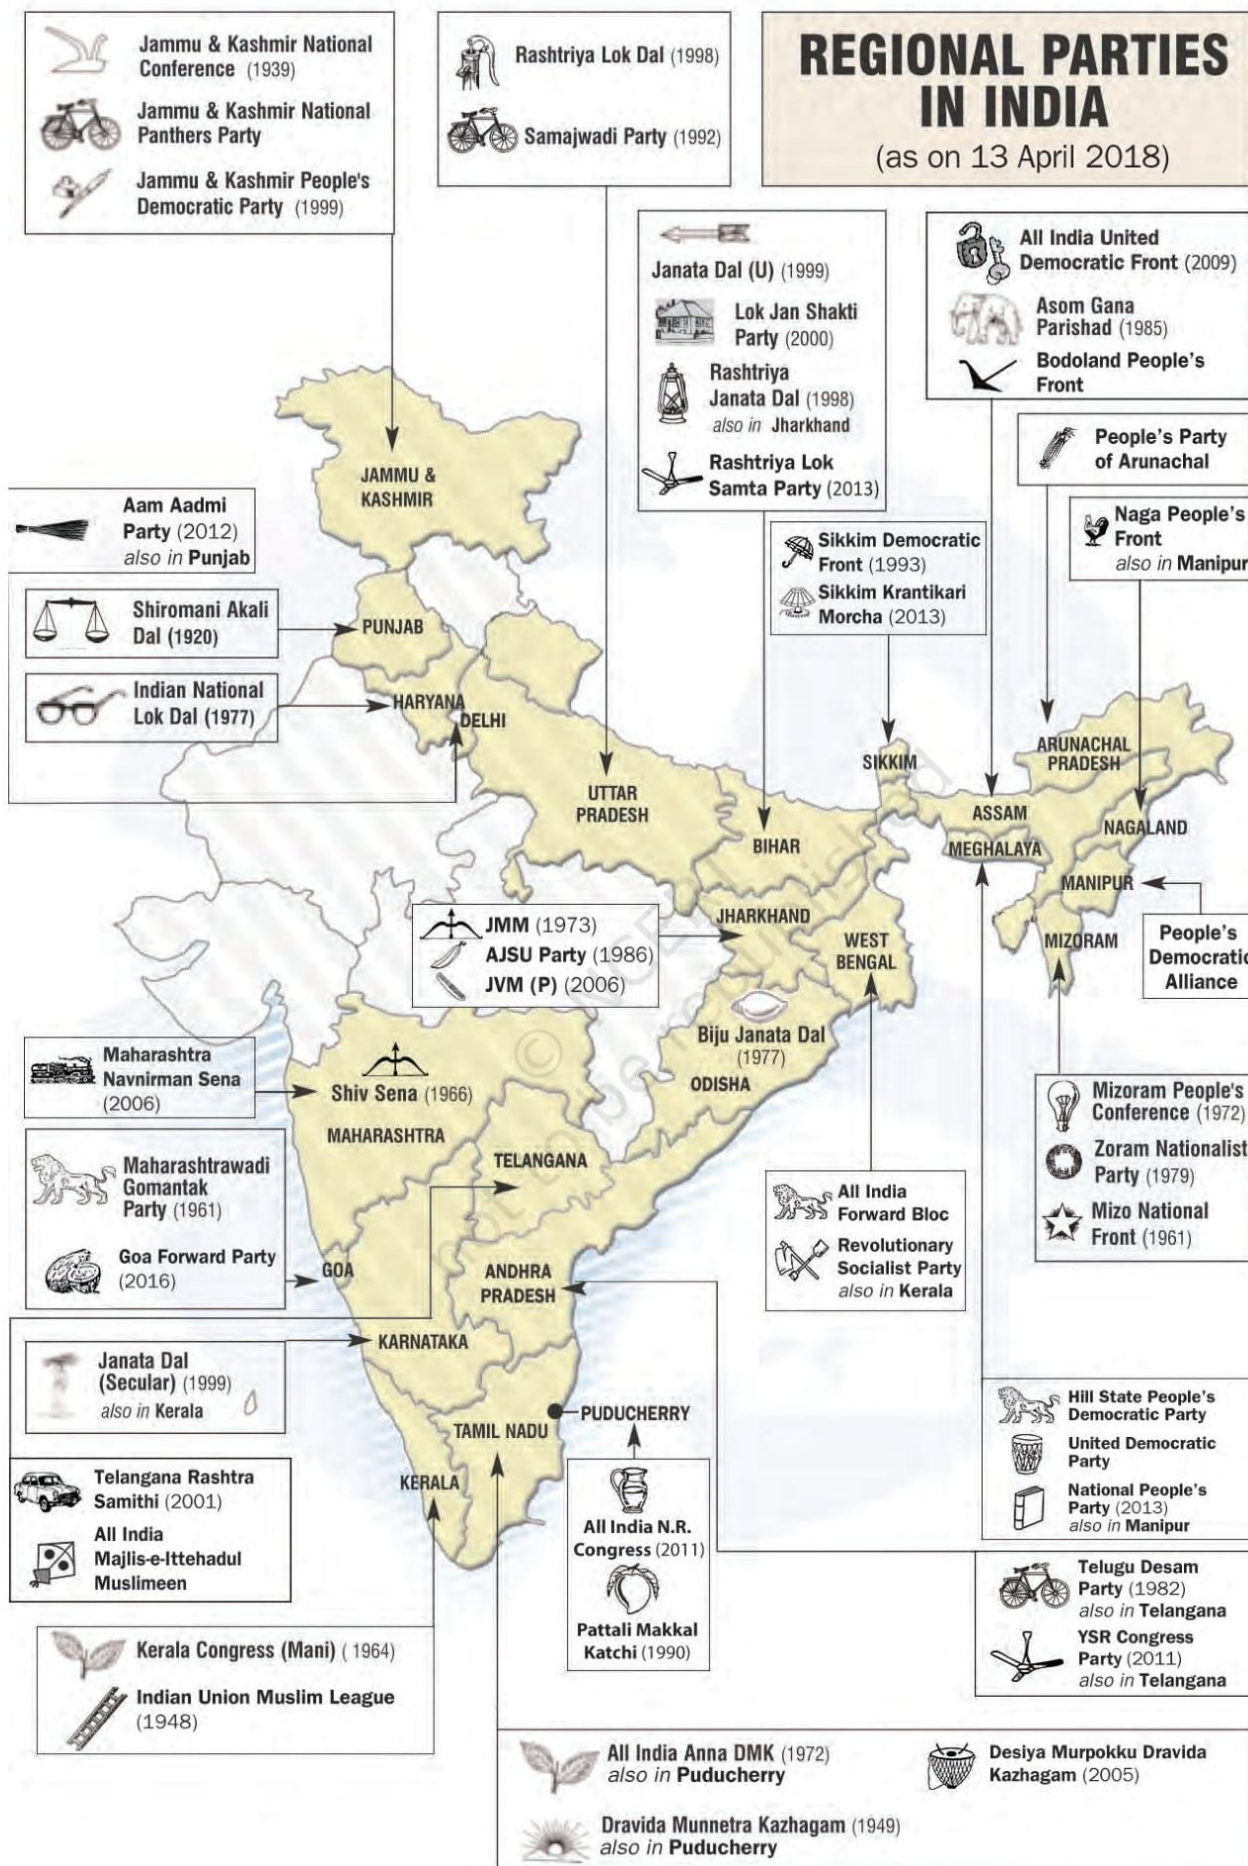 REGIONAL PARTIES
IN INDIA
(as on 13 April 2018)
Jammu & Kashmir National
Conference (1939)
Jammu & Kashmir National
Panthers Party
Jammu & Kashmir People's
Democratic Party (1999)
Rashtriya Lok Dal (1998)
Samajwadi Party (1992)
Janata Dal (U) (1999)
Lok Jan Shakti
Party (2000)
Rashtriya
Janata Dal (1998)
also in Jharkhand
Rashtriya Lok
Samta Party (2013)
All India United
Democratic Front (2009)
Asom Gana
Parishad (1985)
Bodoland People's
Front
People's Party
of Arunachal
Naga People's
Front
also in Manipur
Sikkim Democratic
Front (1993)
Sikkim Krantikari
Morcha (2013)
Aam Aadmi
Party (2012)
also in Punjab
Shiromani Akali
Dal (1920)
Indian National
Lok Dal (1977)
JAMMU &
KASHMIR
PUNJAB
HARYANA
DELHI
UTTAR
PRADESH
BIHAR
SIKKIM
ARUNACHAL
PRADESH
ASSAM
NAGALAND
MEGHALAYA
MANIPUR
MIZORAM
JHARKHAND
WEST
BENGAL
JMM (1973)
AJSU Party (1986)
JVM (P) (2006)
People's
Democratic
Alliance
Biju Janata Dal
(1977)
ODISHA
Maharashtra
Navnirman Sena
(2006)
Shiv Sena (1966)
MAHARASHTRA
TELANGANA
Mizoram People's
Conference (1972)
Zoram Nationalist
Party (1979)
Mizo National
Front (1961)
Maharashtrawadi
Gomantak
Party (1961)
Goa Forward Party
(2016)
GOA
ANDHRA
PRADESH
All India
Forward Bloc
Revolutionary
Socialist Party
also in Kerala
KARNATAKA
Janata Dal
(Secular) (1999)
also in Kerala
PUDUCHERRY
TAMIL NADU
KERALA
Hill State People's
Democratic Party
United Democratic
Party
National People's
Party (2013)
also in Manipur
Telangana Rashtra
Samithi (2001)
All India
Majlis-e-Ittehadul
Muslimeen
All India N.R.
Congress (2011)
Pattali Makkal
Katchi (1990)
Telugu Desam
Party (1982)
also in Telangana
YSR Congress
Party (2011)
also in Telangana
Kerala Congress (Mani) ( 1964)
Indian Union Muslim League
(1948)
All India Anna DMK (1972)
also in Puducherry
Desiya Murpokku Dravida
Kazhagam (2005)
Dravida Munnetra Kazhagam (1949)
also in Puducherry
© NCERT
not to be republished